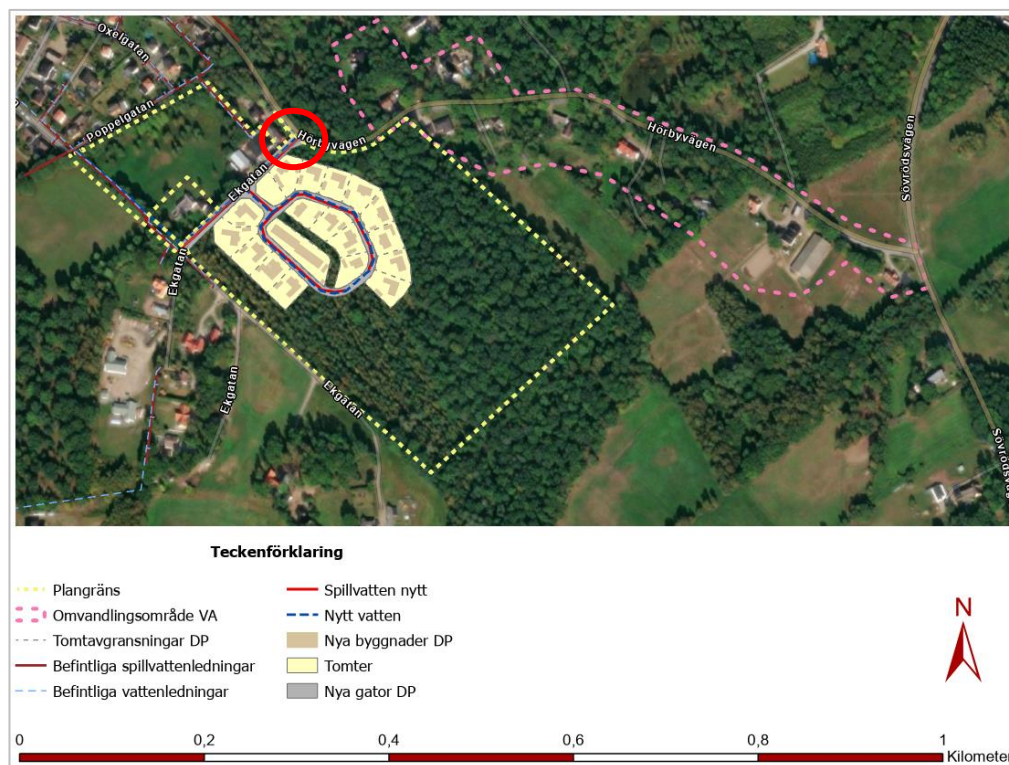 Oxelgatan
Poppelgatan
Hörbyvägen
Hörbyvägen
Sövrödsvägen
Ekgatan
Ekgatan
Ekgatan
Ekgatan
Teckenförklaring
Plangräns
Omvandlingsområde VA
Tomtavgransningar DP
Befintliga spillvattenledningar
Befintliga vattenledningar
Spillvatten nytt
Nytt vatten
Nya byggnader DP
Tomter
Nya gator DP
N
0 0,2 0,4 0,6 0,8 1
Kilometer